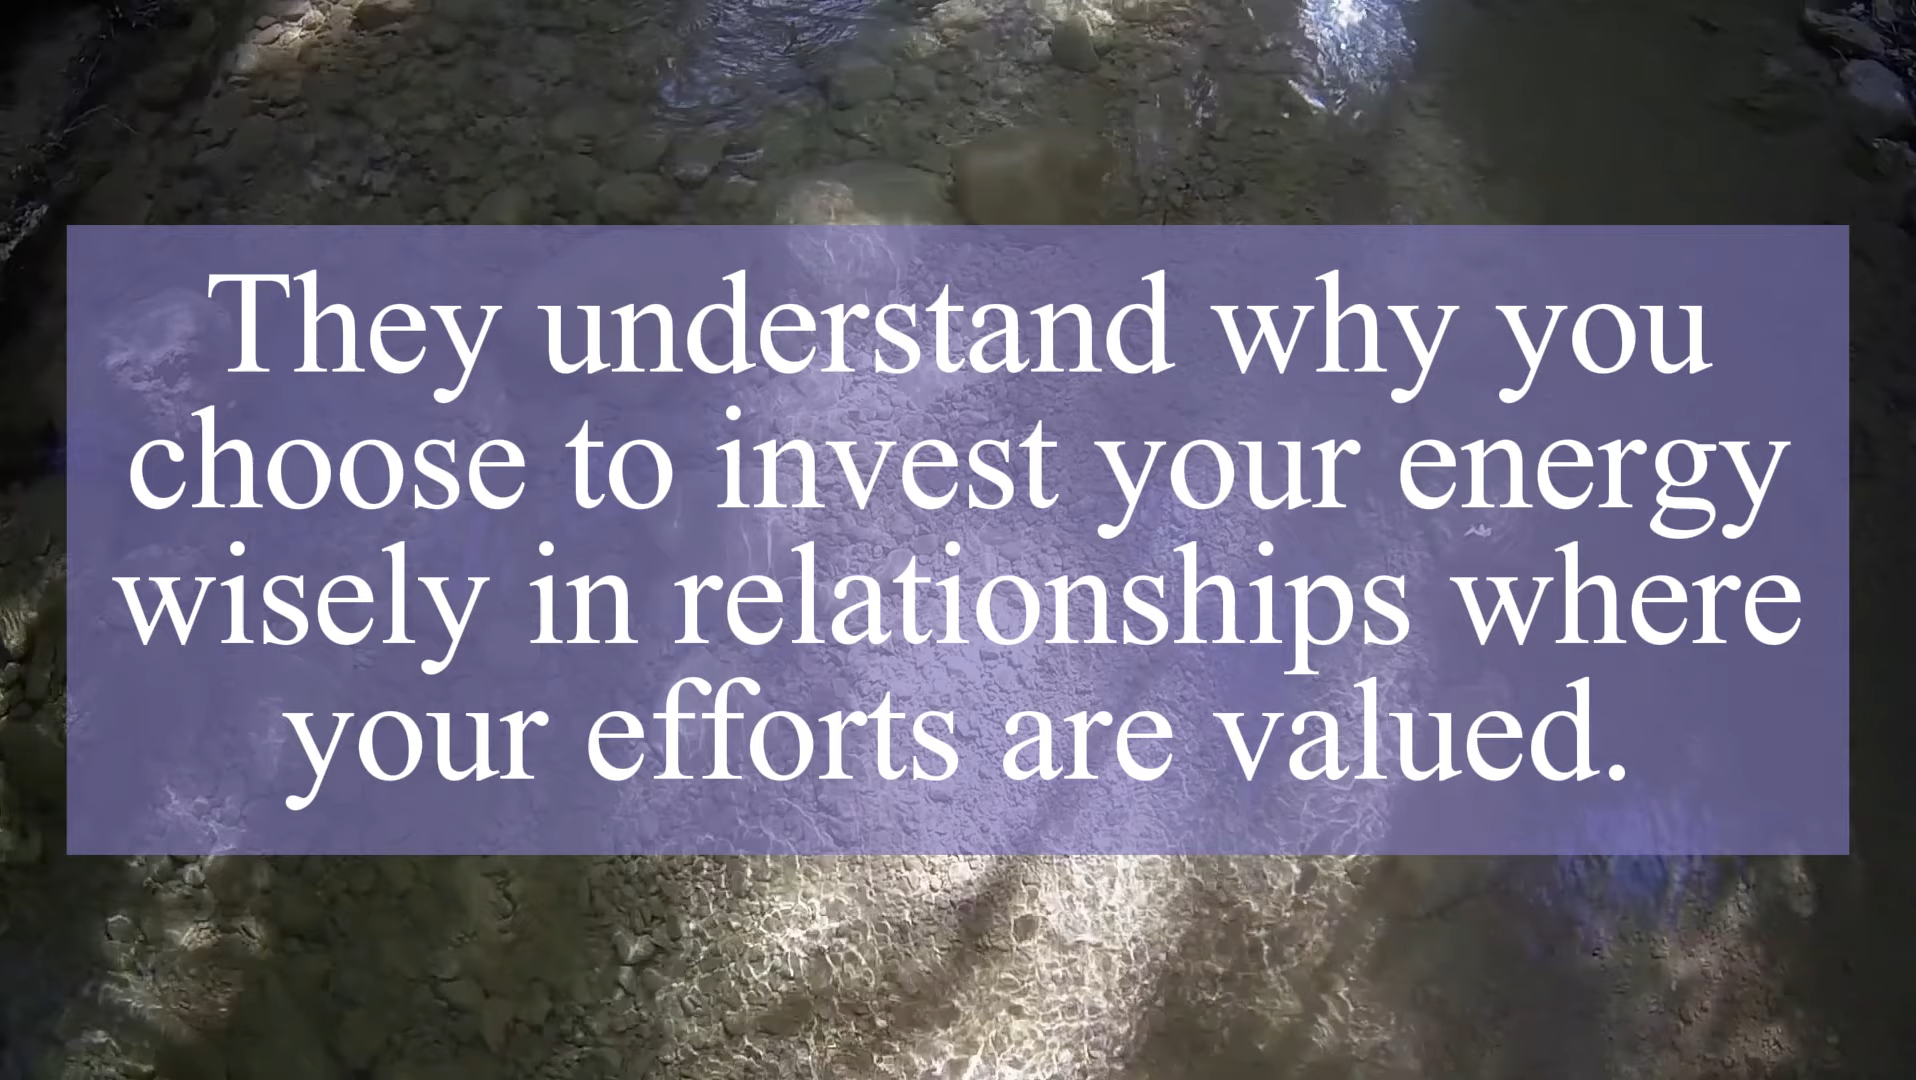 They understand why you
choose to invest your energy
wisely in relationships where
your efforts are valued.